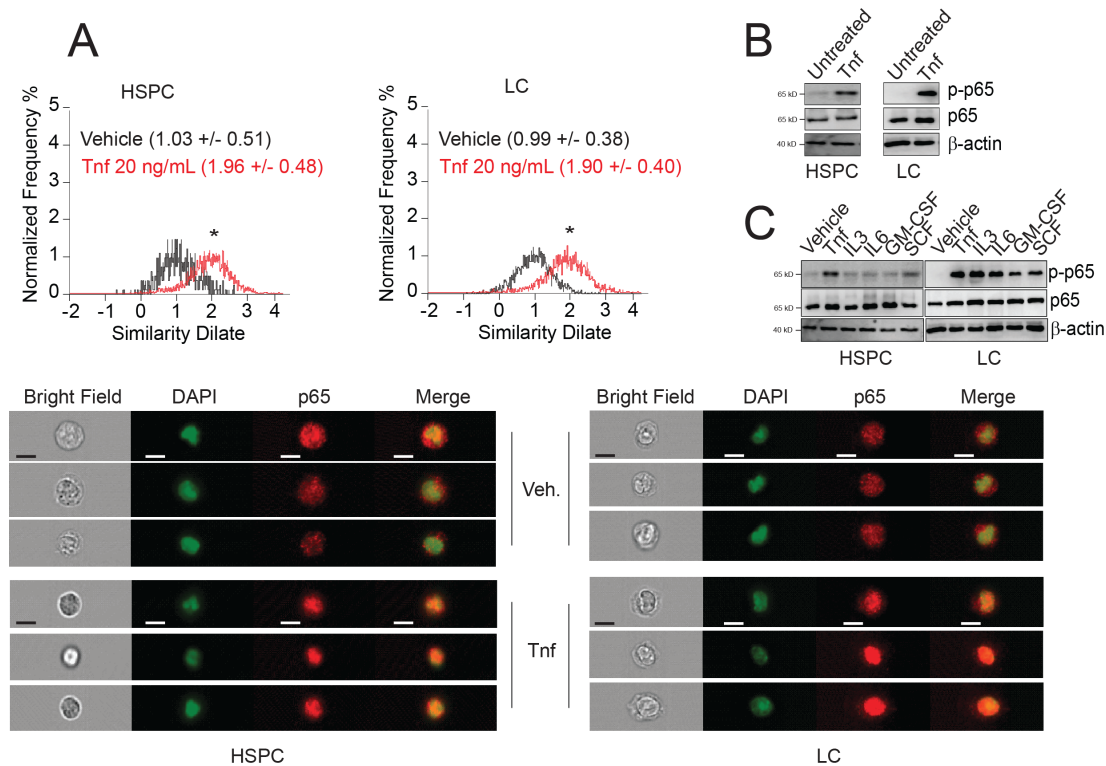 A
HSPC
Normalized Frequency %
5
4
3
2
1
0
Vehicle (1.03 +/- 0.51)
Tnf 20 ng/mL (1.96 +/- 0.48)
*
-2 -1 0 1 2 3 4
Similarity Dilate
LC
Normalized Frequency %
5
4
3
2
1
0
Vehicle (0.99 +/- 0.38)
Tnf 20 ng/mL (1.90 +/- 0.40)
*
-2 -1 0 1 2 3 4
Similarity Dilate
Bright Field DAPI p65 Merge
Veh.
Tnf
HSPC
Bright Field DAPI p65 Merge
LC
B
Untreated Tnf Untreated Tnf
65 kD p-p65
65 kD p65
40 kD β-actin
HSPC LC
C
Vehicle Tnf IL3 IL6 GM-CSF SCF Vehicle Tnf IL3 IL6 GM-CSF SCF
65 kD p-p65
65 kD p65
40 kD β-actin
HSPC LC